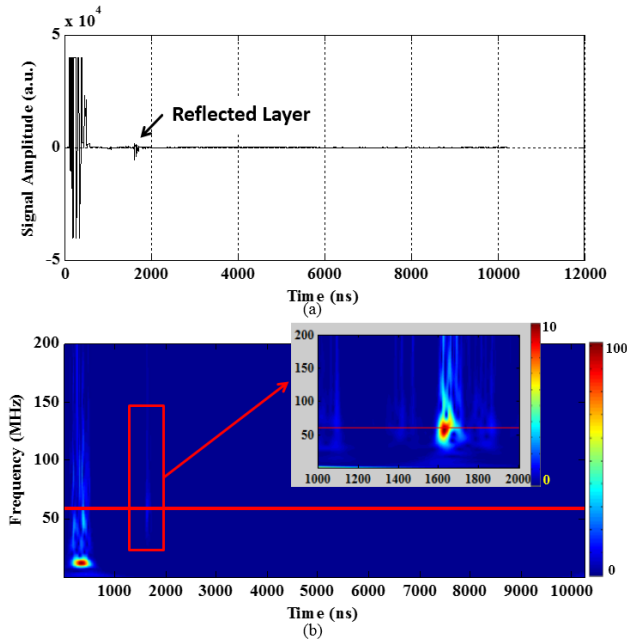 x 10⁴
5
0
-5
Signal Amplitude (a.u.)
Reflected Layer
0 2000 4000 6000 8000 10000 12000
Time (ns)
(a)
200
150
100
50
Frequency (MHz)
200
150
100
50
1000 1200 1400 1600 1800 2000
10
0
100
0
1000 2000 3000 4000 5000 6000 7000 8000 9000 10000
Time (ns)
(b)